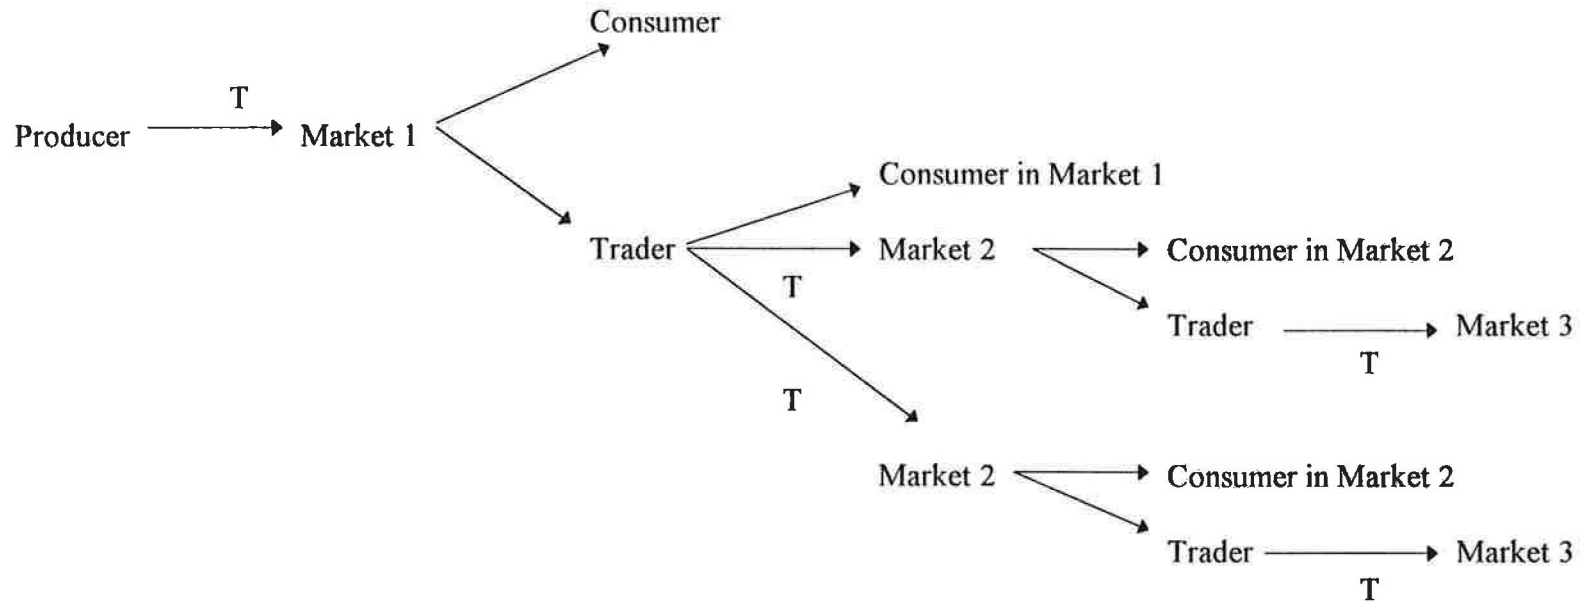 Consumer
T
Producer
Market 1
Consumer in Market 1
Trader
Market 2
Consumer in Market 2
T
Trader
Market 3
T
T
Market 2
Consumer in Market 2
Trader
Market 3
T